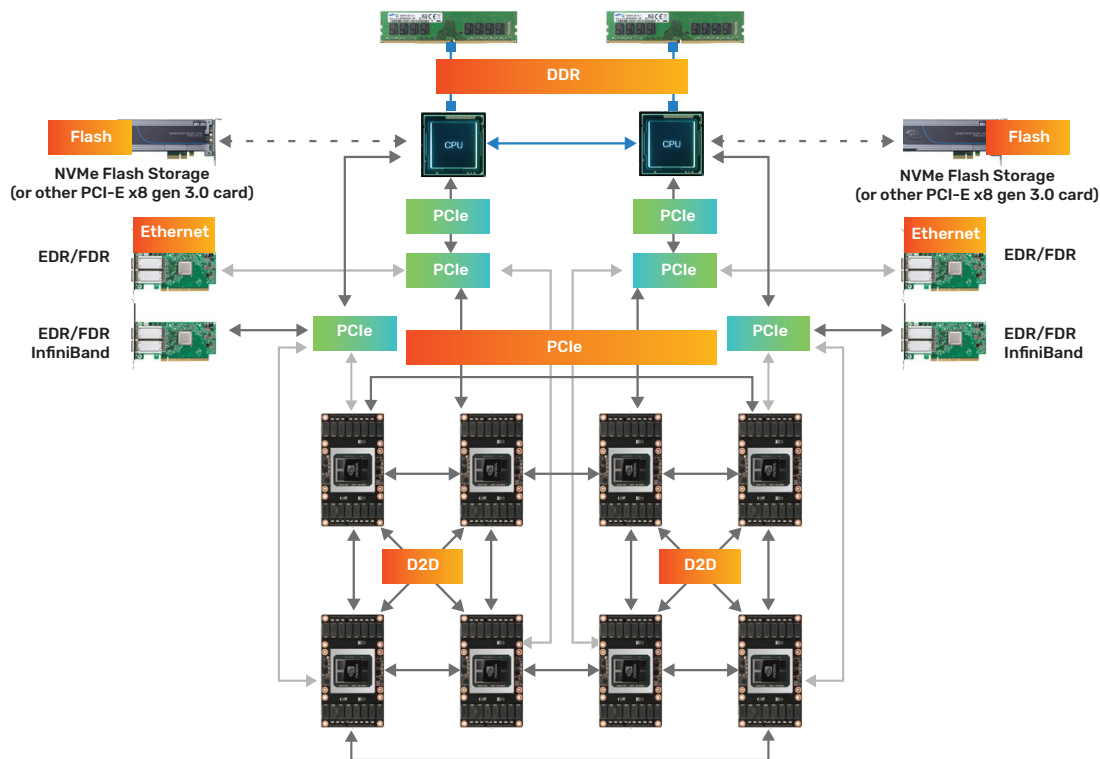 DDR
Flash
CPU
CPU
Flash
NVMe Flash Storage
(or other PCI-E x8 gen 3.0 card)
NVMe Flash Storage
(or other PCI-E x8 gen 3.0 card)
PCIe
PCIe
Ethernet
Ethernet
EDR/FDR
EDR/FDR
PCIe
PCIe
EDR/FDR
InfiniBand
PCIe
PCIe
PCIe
EDR/FDR
InfiniBand
D2D
D2D